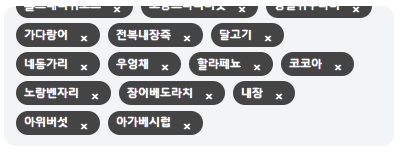 가다랑어 × 전복내장죽 × 달고기 ×
네동가리 × 우엉채 × 할라페뇨 × 코코아 ×
노랑벤자리 × 장어베도라치 × 내장 ×
아위버섯 × 아가베시럽 ×